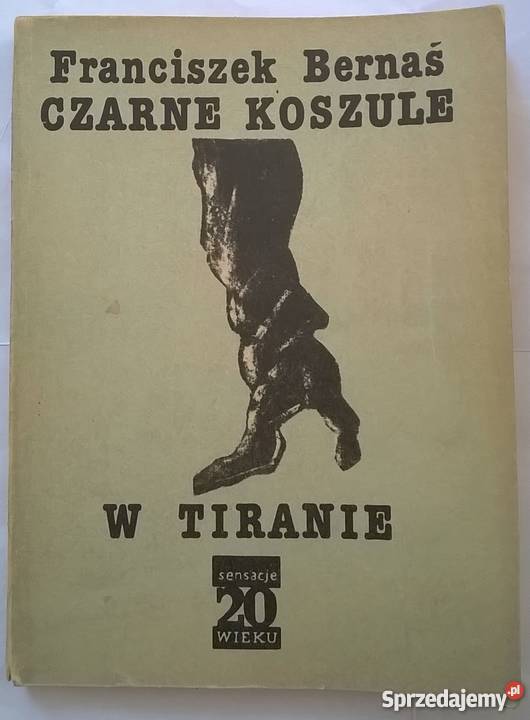 Franciszek Bernaś
CZARNE KOSZULE
W TIRANIE
sensacje
20
WIEKU
Sprzedajemy.pl